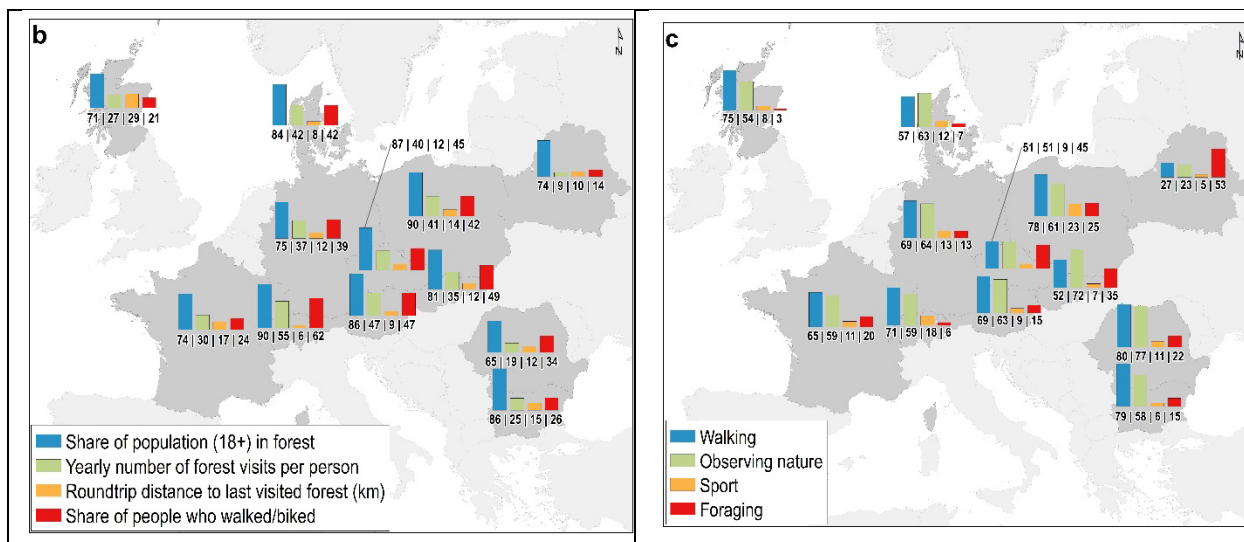 b
N
71 | 27 | 29 | 21
84 | 42 | 8 | 42
87 | 40 | 12 | 45
74 | 9 | 10 | 14
90 | 41 | 14 | 42
75 | 37 | 12 | 39
81 | 35 | 12 | 49
86 | 47 | 9 | 47
74 | 30 | 17 | 24
90 | 55 | 6 | 62
65 | 19 | 12 | 34
86 | 25 | 15 | 26
Share of population (18+) in forest
Yearly number of forest visits per person
Roundtrip distance to last visited forest (km)
Share of people who walked/biked
c
N
75 | 54 | 8 | 3
57 | 63 | 12 | 7
51 | 51 | 9 | 45
27 | 23 | 5 | 53
78 | 61 | 23 | 25
69 | 64 | 13 | 13
52 | 72 | 7 | 35
69 | 63 | 9 | 15
65 | 59 | 11 | 20
71 | 59 | 18 | 6
80 | 77 | 11 | 22
79 | 58 | 6 | 15
Walking
Observing nature
Sport
Foraging